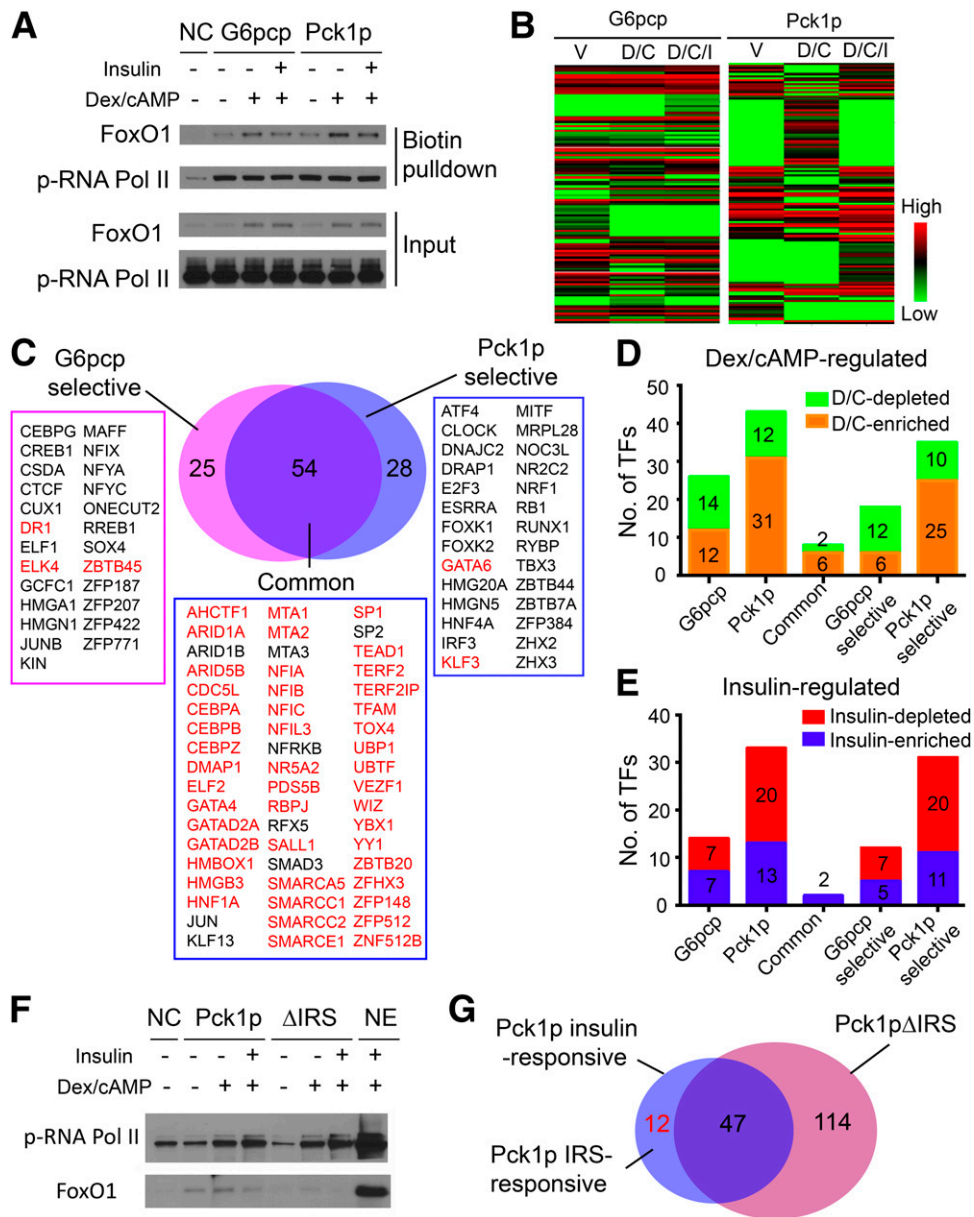 A
NC G6pcp Pck1p
Insulin - - - + - - +
Dex/cAMP - - + + - + +
FoxO1
p-RNA Pol II
Biotin
pulldown
FoxO1
p-RNA Pol II
Input
B
G6pcp Pck1p
V D/C D/C/I V D/C D/C/I
High
Low
C
G6pcp
selective
Pck1p
selective
25 54 28
Common
CEBPG MAFF
CREB1 NFIX
CSDA NFYA
CTCF NFYC
CUX1 ONECUT2
DR1 RREB1
ELF1 SOX4
ELK4 ZBTB45
GCFC1 ZFP187
HMGA1 ZFP207
HMGN1 ZFP422
JUNB ZFP771
KIN
AHCTF1 MTA1 SP1
ARID1A MTA2 SP2
ARID1B MTA3 TEAD1
ARID5B NFIA TERF2
CDC5L NFIB TERF2IP
CEBPA NFIC TFAM
CEBPB NFIL3 TOX4
CEBPZ NFRKB UBP1
DMAP1 NR5A2 UBTF
ELF2 PDS5B VEZF1
GATA4 RBPJ WIZ
GATAD2A RFX5 YBX1
GATAD2B SALL1 YY1
HMBOX1 SMAD3 ZBTB20
HMGB3 SMARCA5 ZFHX3
HNF1A SMARCC1 ZFP148
JUN SMARCC2 ZFP512
KLF13 SMARCE1 ZNF512B
ATF4 MITF
CLOCK MRPL28
DNAJC2 NOC3L
DRAP1 NR2C2
E2F3 NRF1
ESRRA RB1
FOXK1 RUNX1
FOXK2 RYBP
GATA6 TBX3
HMG20A ZBTB44
HMGN5 ZBTB7A
HNF4A ZFP384
IRF3 ZHX2
KLF3 ZHX3
D
Dex/cAMP-regulated
D/C-depleted
D/C-enriched
No. of TFs
50
40
30
20
10
0
14 12 2 12 10
12 31 6 6 25
G6pcp
Pck1p
Common
G6pcp
selective
Pck1p
selective
E
Insulin-regulated
Insulin-depleted
Insulin-enriched
No. of TFs
40
30
20
10
0
7 20 7 20
7 13 2 5 11
G6pcp
Pck1p
Common
G6pcp
selective
Pck1p
selective
F
NC Pck1p ΔIRS NE
Insulin - - - + - - + +
Dex/cAMP - - + + - + + +
p-RNA Pol II
FoxO1
G
Pck1p insulin
-responsive
Pck1pΔIRS
12 47 114
Pck1p IRS-
responsive